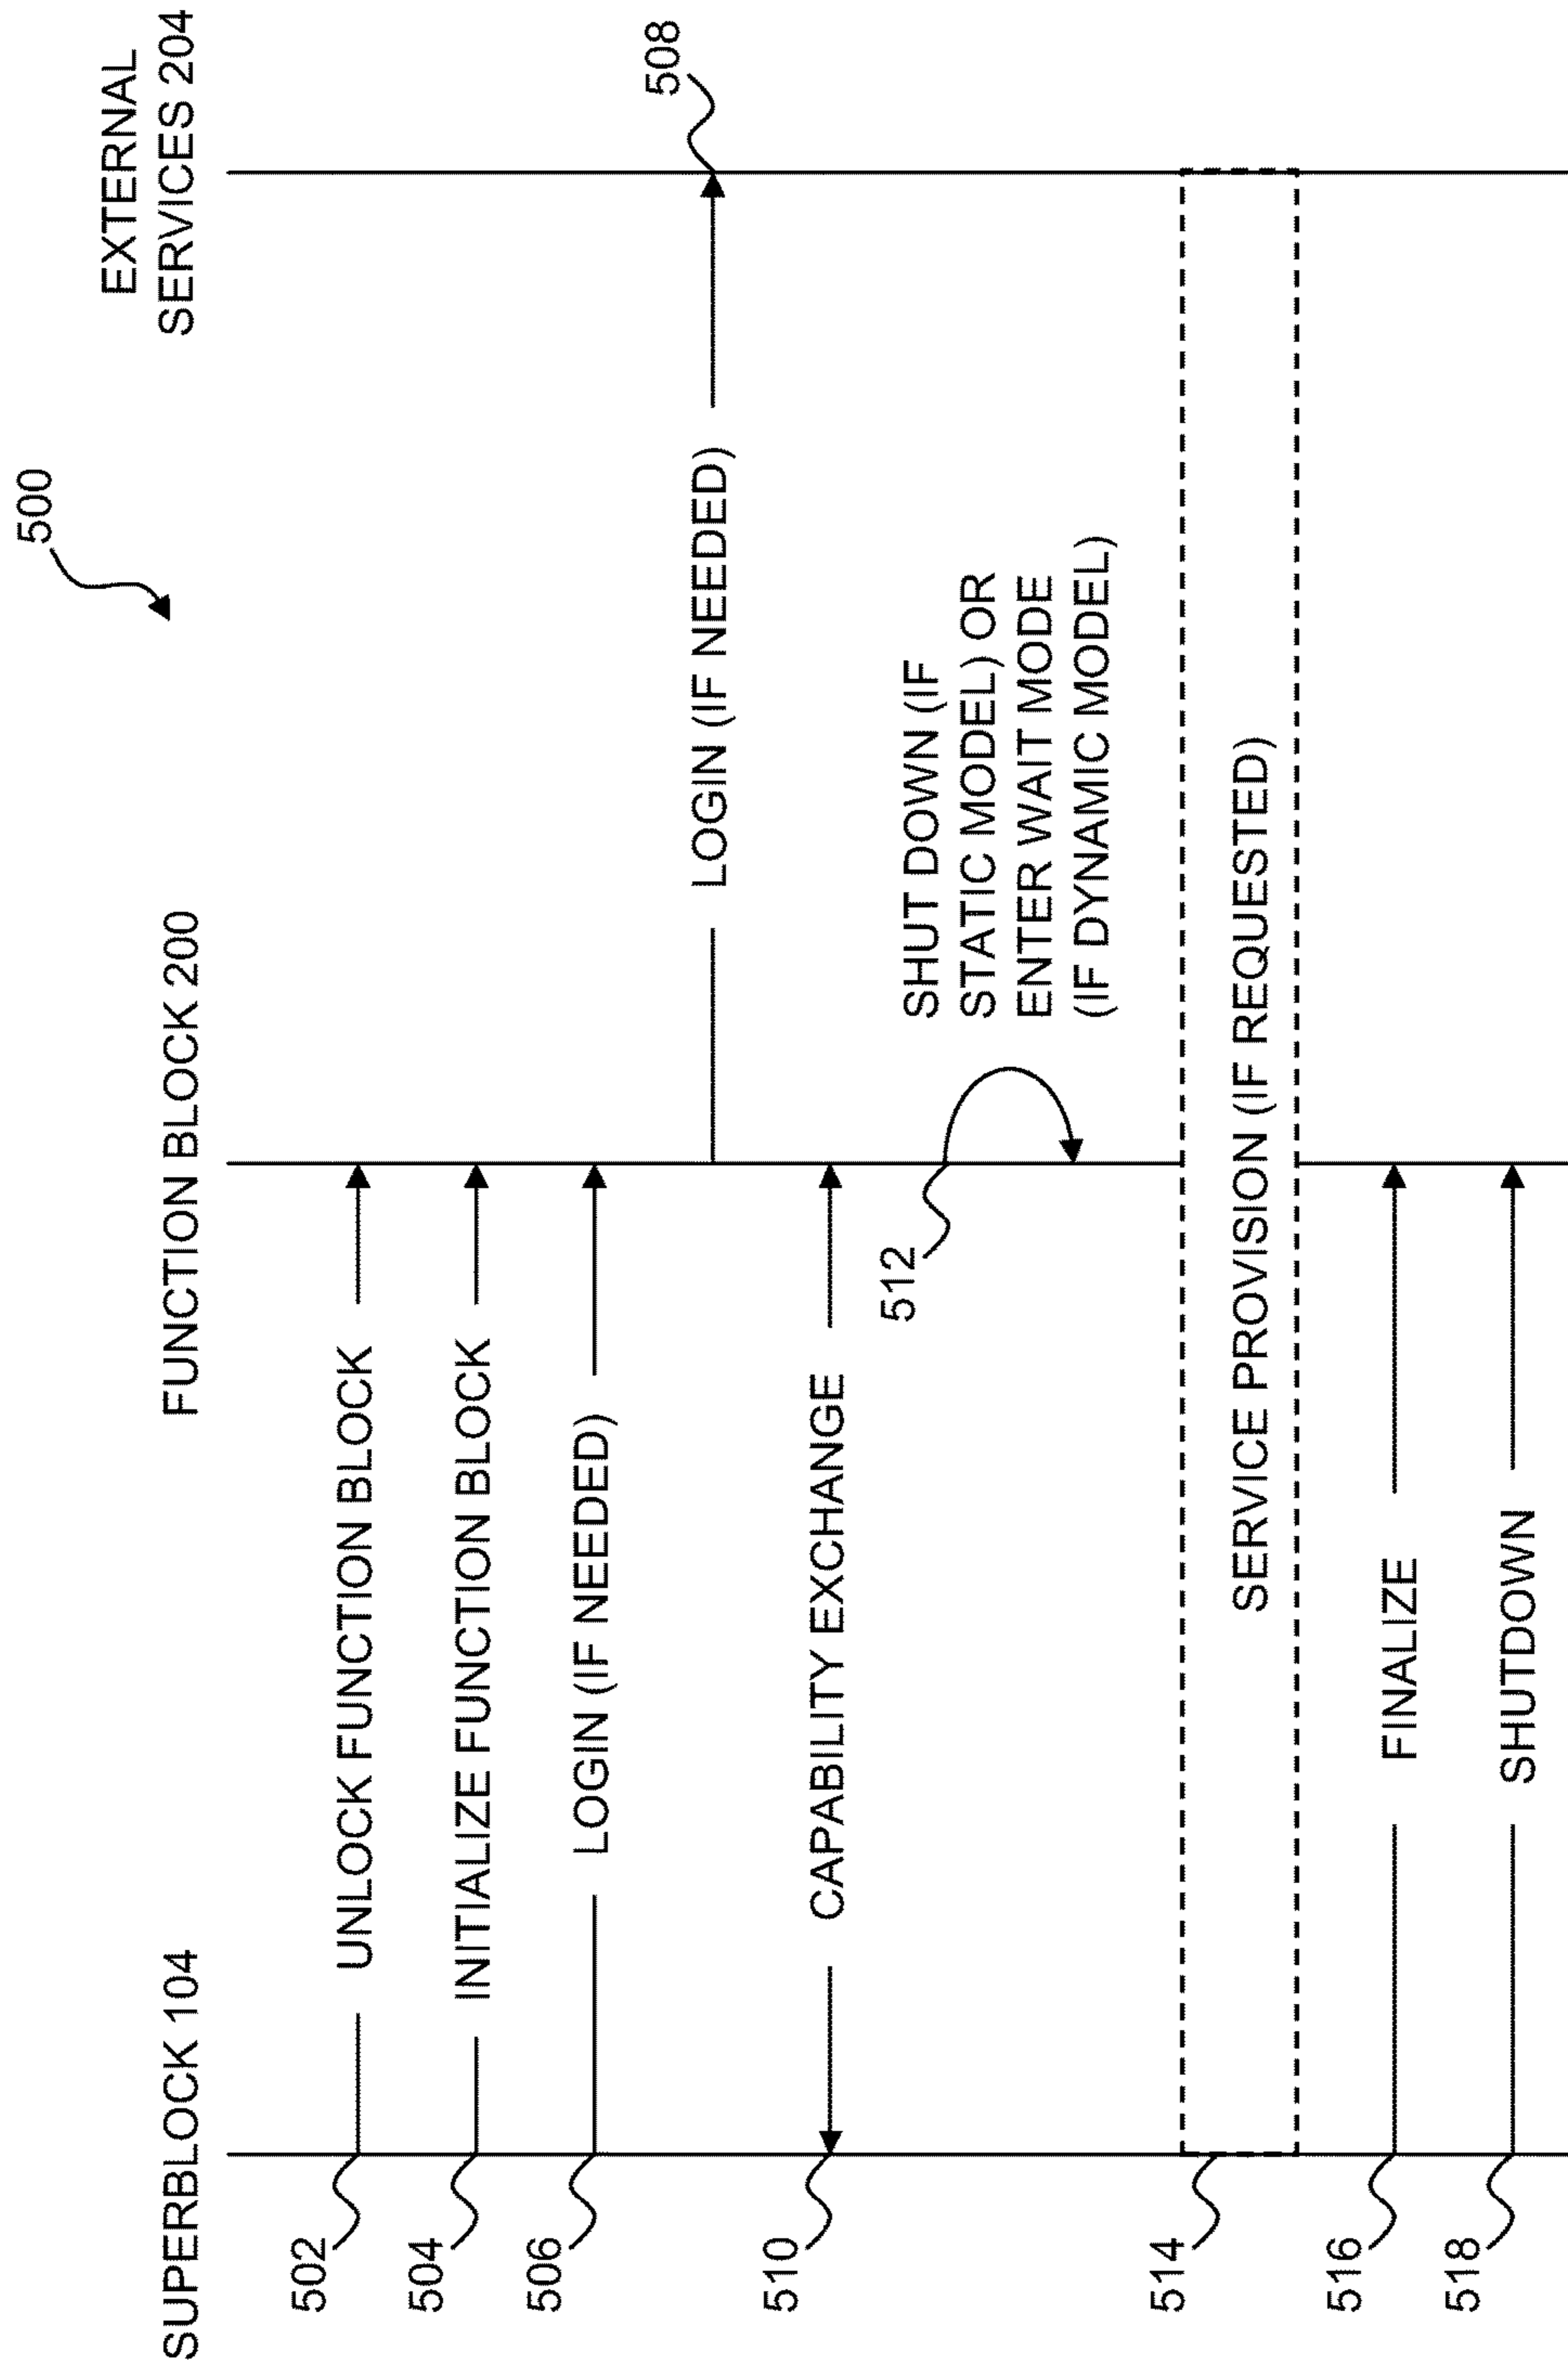 500
SUPERBLOCK 104
FUNCTION BLOCK 200
EXTERNAL
SERVICES 204
502
UNLOCK FUNCTION BLOCK
504
INITIALIZE FUNCTION BLOCK
506
LOGIN (IF NEEDED)
LOGIN (IF NEEDED)
508
510
CAPABILITY EXCHANGE
512
SHUT DOWN (IF
STATIC MODEL) OR
ENTER WAIT MODE
(IF DYNAMIC MODEL)
514
SERVICE PROVISION (IF REQUESTED)
516
FINALIZE
518
SHUTDOWN